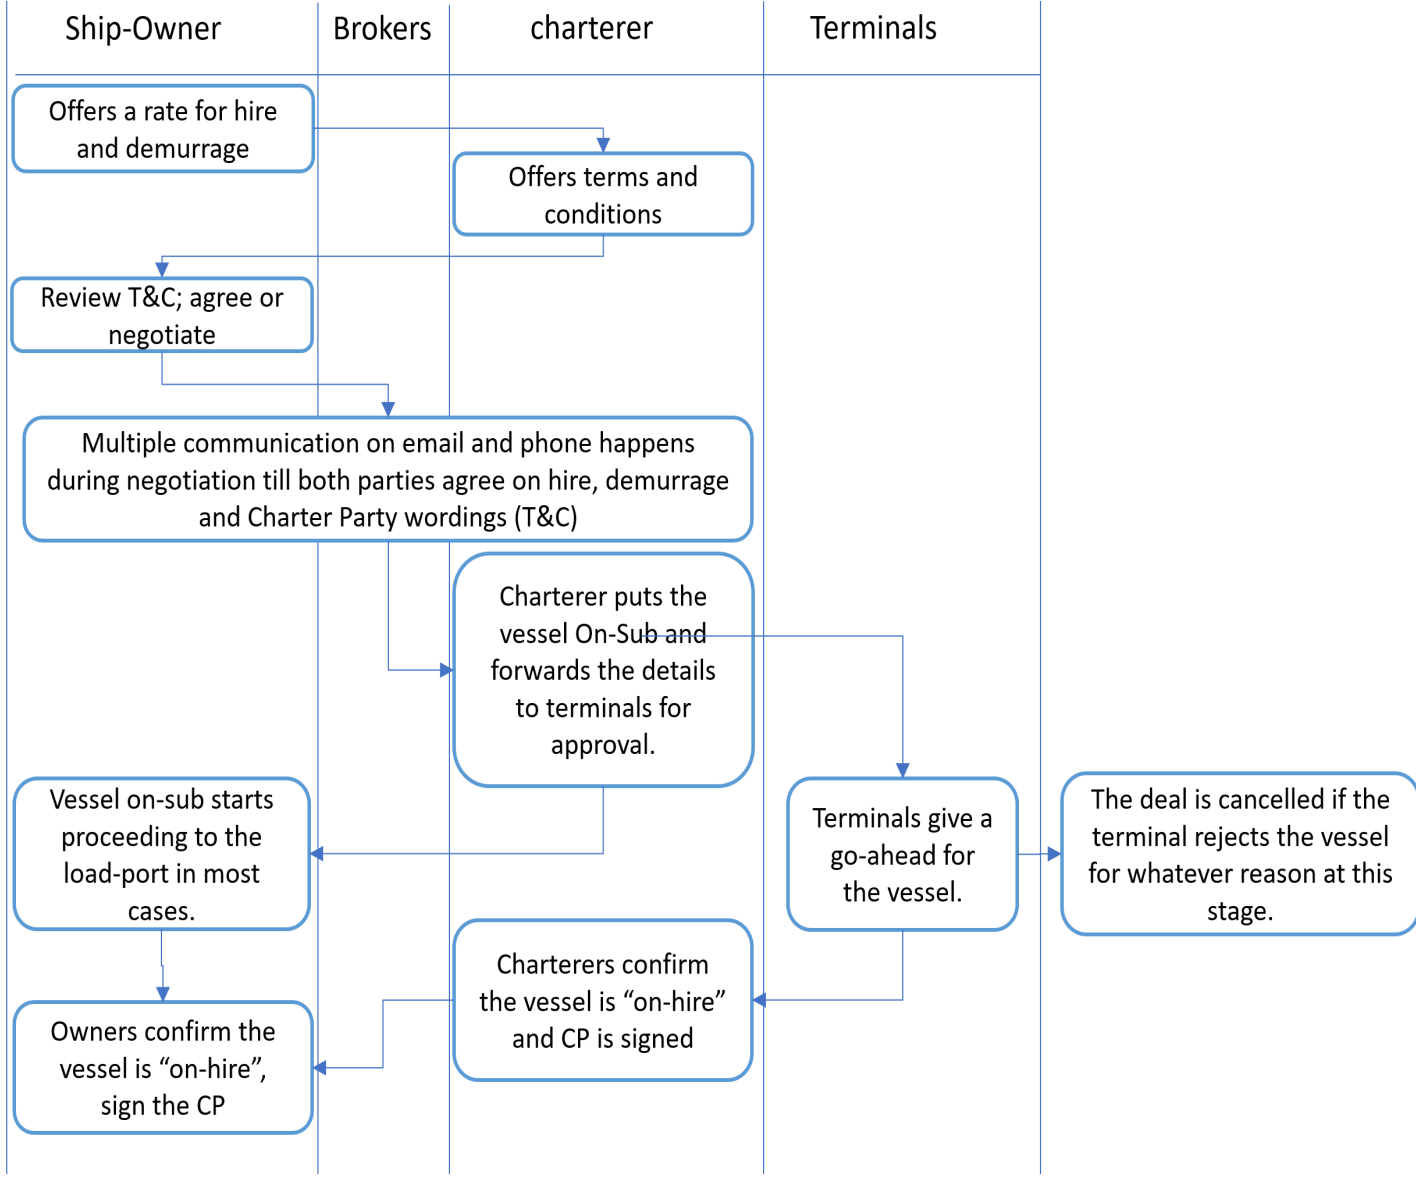 Ship-Owner
Brokers
charterer
Terminals
Offers a rate for hire
and demurrage
Offers terms and
conditions
Review T&C; agree or
negotiate
Multiple communication on email and phone happens
during negotiation till both parties agree on hire, demurrage
and Charter Party wordings (T&C)
Charterer puts the
vessel On-Sub and
forwards the details
to terminals for
approval.
Vessel on-sub starts
proceeding to the
load-port in most
cases.
Terminals give a
go-ahead for
the vessel.
The deal is cancelled if the
terminal rejects the vessel
for whatever reason at this
stage.
Charterers confirm
the vessel is “on-hire”
and CP is signed
Owners confirm the
vessel is “on-hire”,
sign the CP